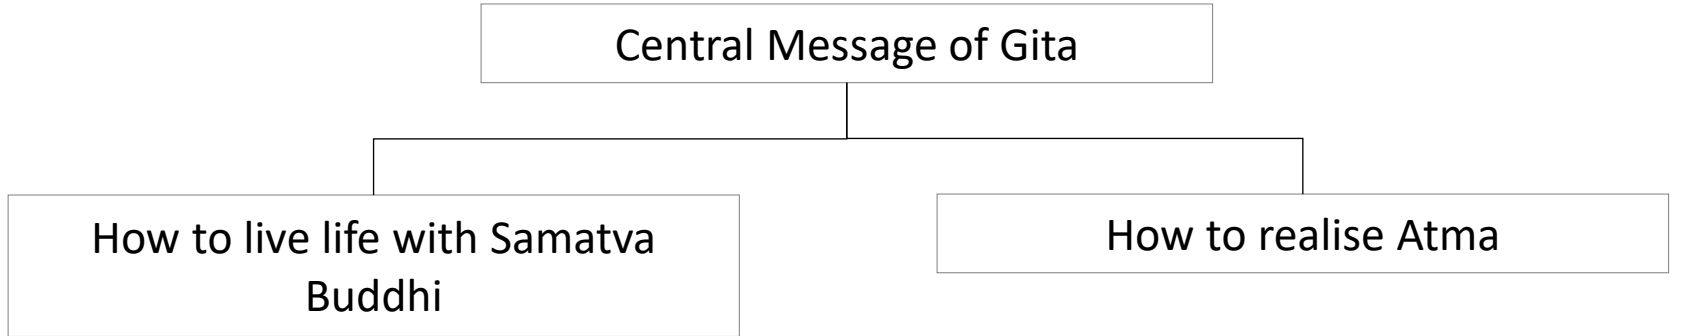 Central Message of Gita
How to live life with Samatva
Buddhi
How to realise Atma